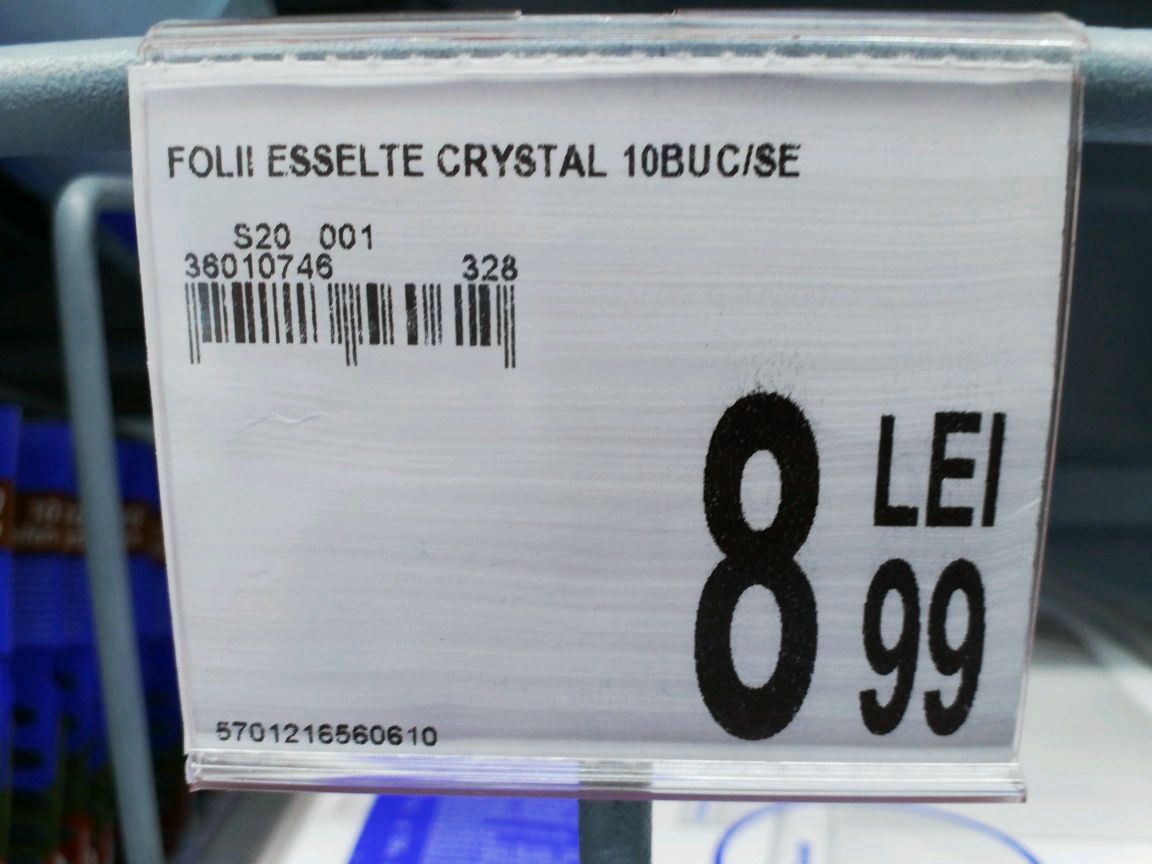 FOLII ESSELTE CRYSTAL 10BUC/SE
S20 001
36010746 328
8 LEI
99
5701216560610